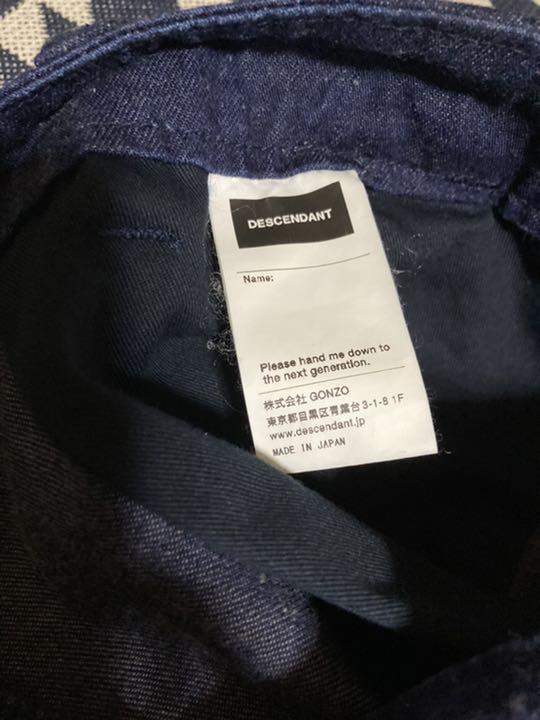 DESCENDANT
Name:
Please hand me down to
the next generation.
株式会社 GONZO
東京都目黒区青葉台3-1-8 1F
www.descendant.jp
MADE IN JAPAN